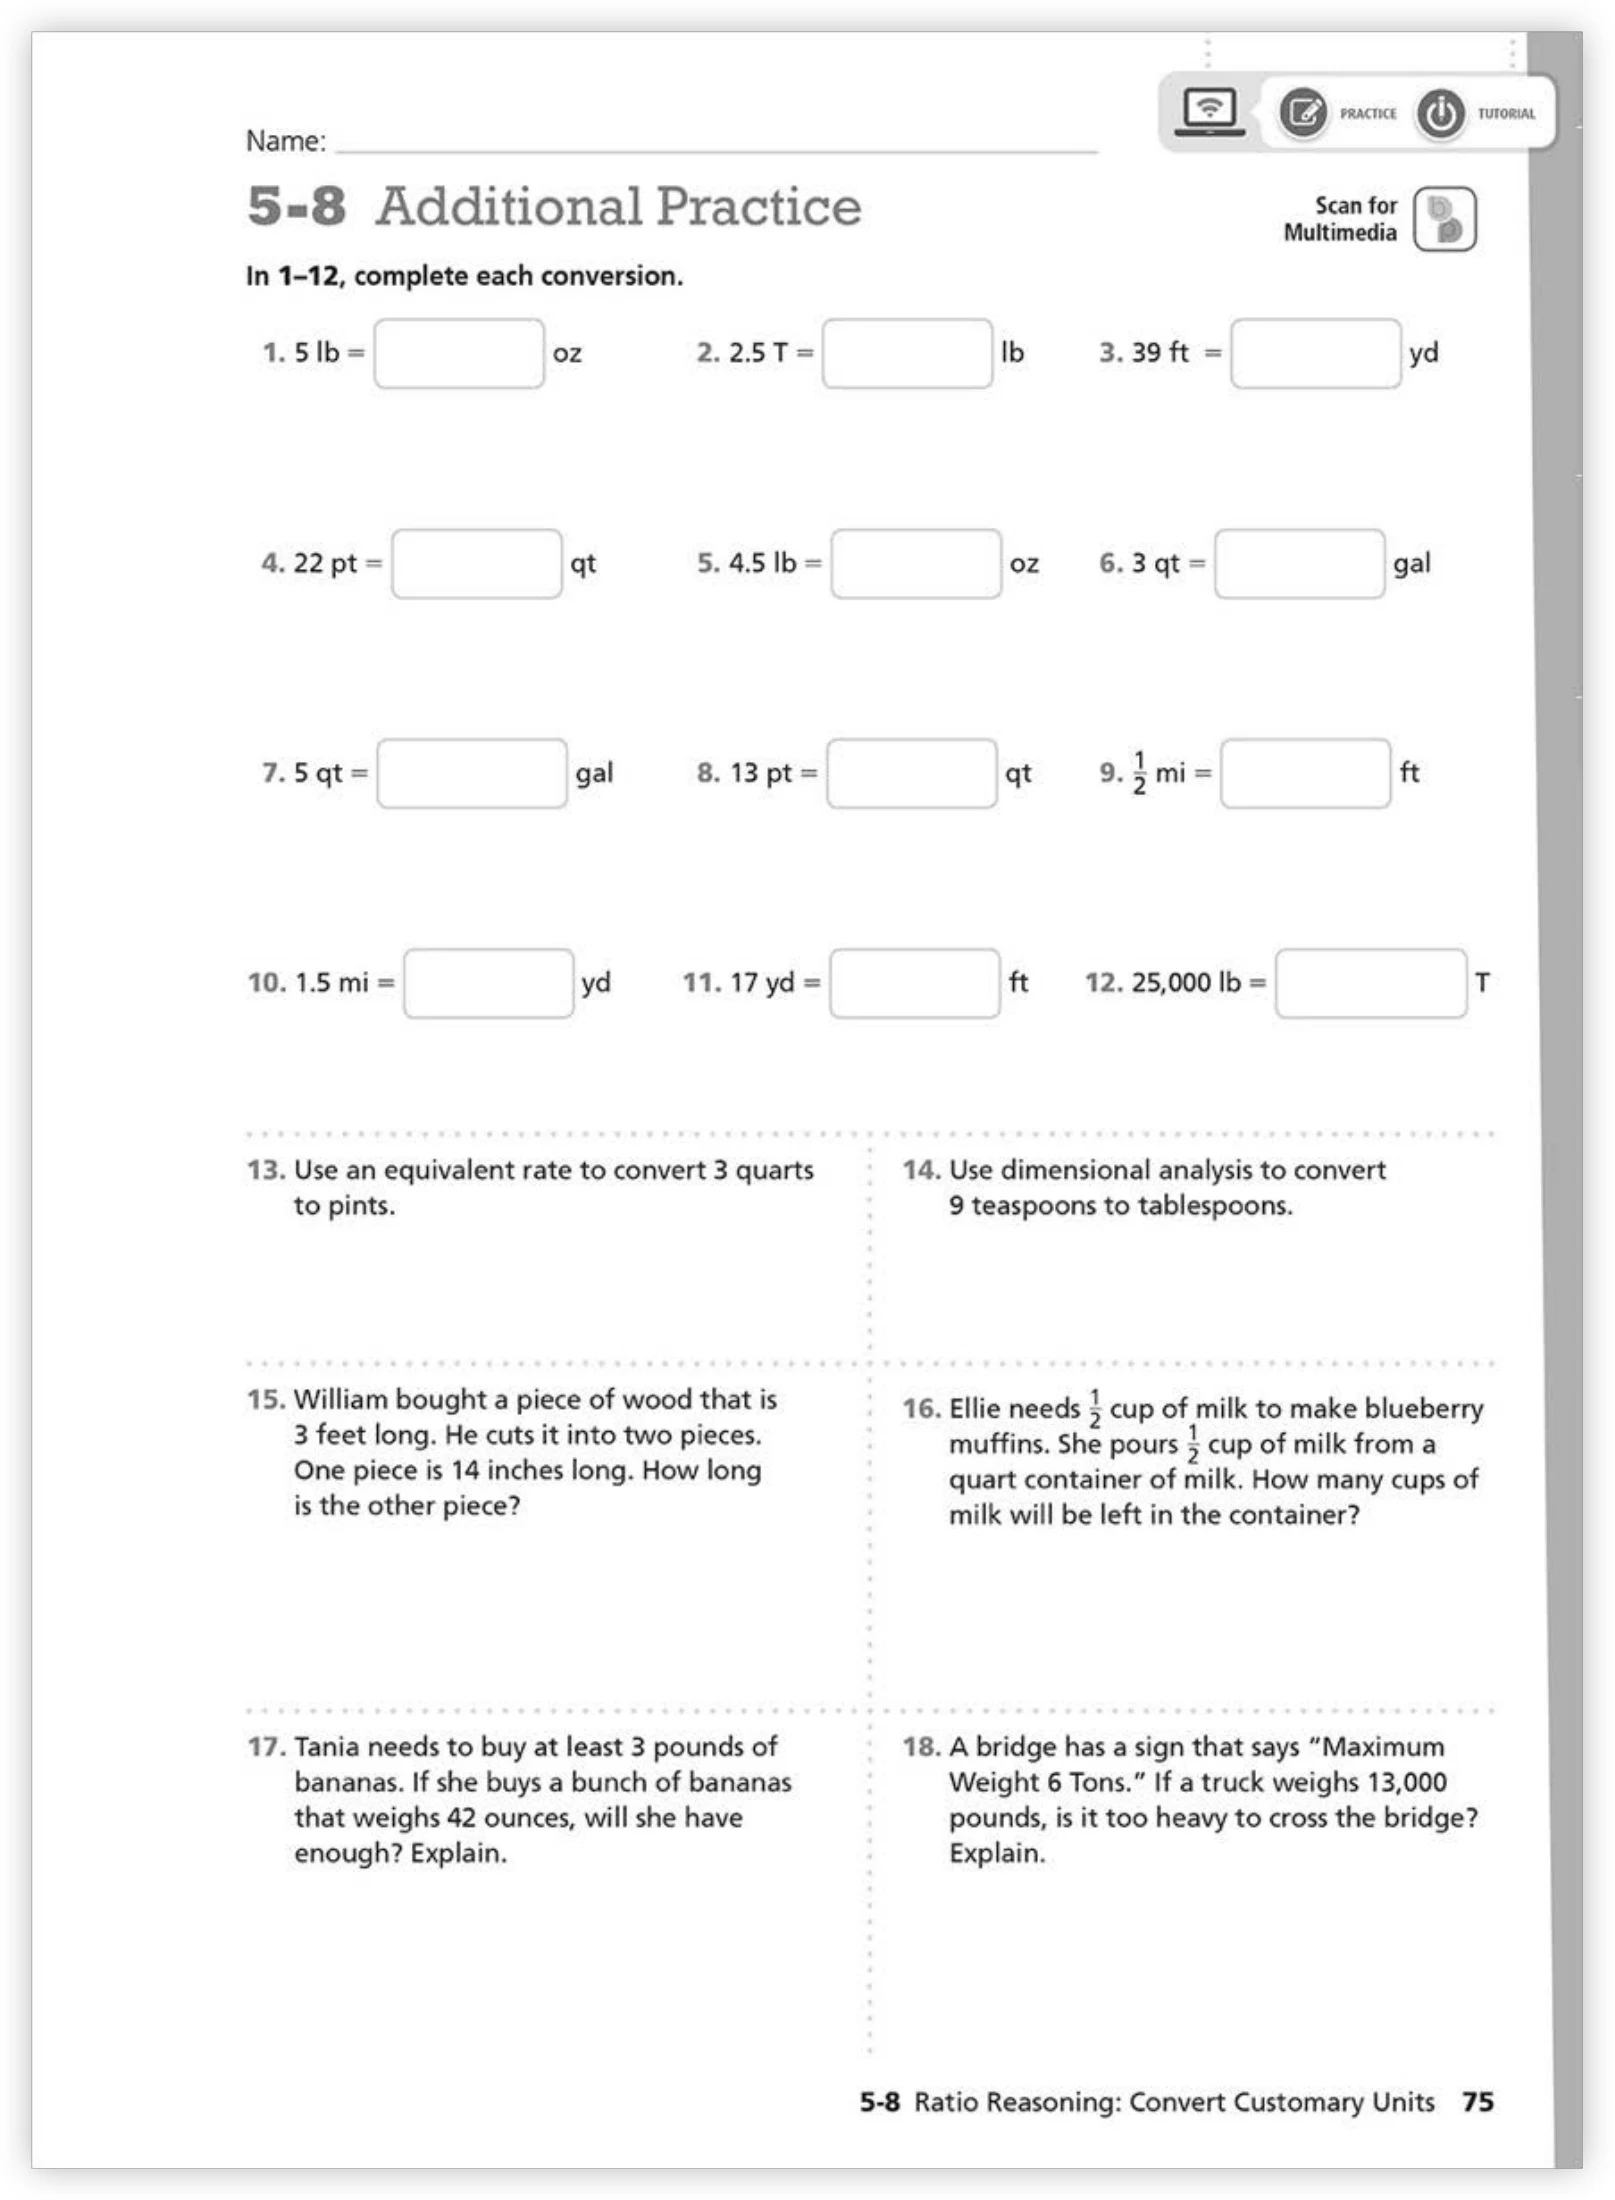 PRACTICE TUTORIAL
Name:
5-8 Additional Practice
Scan for
Multimedia
In 1–12, complete each conversion.
1. 5 lb = oz 2. 2.5 T = lb 3. 39 ft = yd
4. 22 pt = qt 5. 4.5 lb = oz 6. 3 qt = gal
7. 5 qt = gal 8. 13 pt = qt 9. 1/2 mi = ft
10. 1.5 mi = yd 11. 17 yd = ft 12. 25,000 lb = T
13. Use an equivalent rate to convert 3 quarts
to pints.
14. Use dimensional analysis to convert
9 teaspoons to tablespoons.
15. William bought a piece of wood that is
3 feet long. He cuts it into two pieces.
One piece is 14 inches long. How long
is the other piece?
16. Ellie needs 1/2 cup of milk to make blueberry
muffins. She pours 1/2 cup of milk from a
quart container of milk. How many cups of
milk will be left in the container?
17. Tania needs to buy at least 3 pounds of
bananas. If she buys a bunch of bananas
that weighs 42 ounces, will she have
enough? Explain.
18. A bridge has a sign that says “Maximum
Weight 6 Tons.” If a truck weighs 13,000
pounds, is it too heavy to cross the bridge?
Explain.
5-8 Ratio Reasoning: Convert Customary Units 75